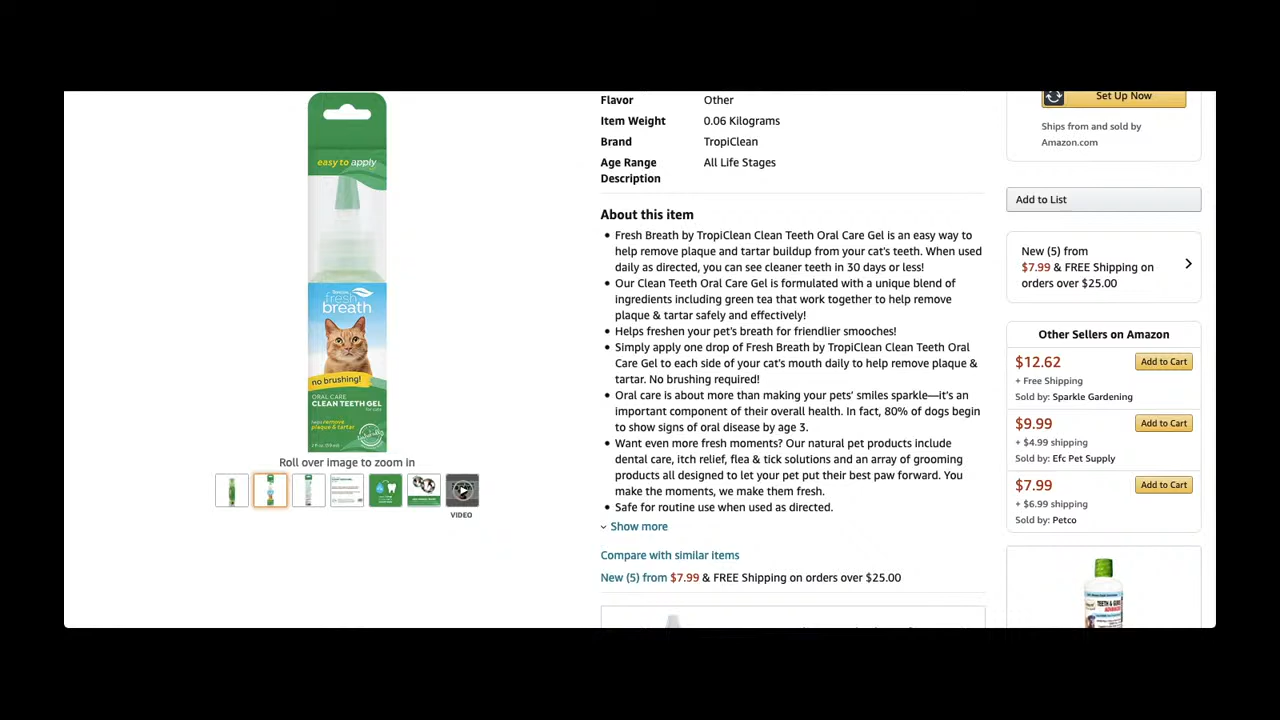 easy to apply
fresh
breath
no brushing!
ORAL CARE
CLEAN TEETH GEL
for cats
helps remove
plaque & tartar
Roll over image to zoom in
VIDEO
Flavor Other
Item Weight 0.06 Kilograms
Brand TropiClean
Age Range All Life Stages
Description
About this item
• Fresh Breath by TropiClean Clean Teeth Oral Care Gel is an easy way to
help remove plaque and tartar buildup from your cat's teeth. When used
daily as directed, you can see cleaner teeth in 30 days or less!
• Our Clean Teeth Oral Care Gel is formulated with a unique blend of
ingredients including green tea that work together to help remove
plaque & tartar safely and effectively!
• Helps freshen your pet's breath for friendlier smooches!
• Simply apply one drop of Fresh Breath by TropiClean Clean Teeth Oral
Care Gel to each side of your cat's mouth daily to help remove plaque &
tartar. No brushing required!
• Oral care is about more than making your pets' smiles sparkle—it's an
important component of their overall health. In fact, 80% of dogs begin
to show signs of oral disease by age 3.
• Want even more fresh moments? Our natural pet products include
dental care, itch relief, flea & tick solutions and an array of grooming
products all designed to let your pet put their best paw forward. You
make the moments, we make them fresh.
• Safe for routine use when used as directed.
Show more
Compare with similar items
New (5) from $7.99 & FREE Shipping on orders over $25.00
Set Up Now
Ships from and sold by
Amazon.com
Add to List
New (5) from
$7.99 & FREE Shipping on
orders over $25.00
Other Sellers on Amazon
$12.62 Add to Cart
+ Free Shipping
Sold by: Sparkle Gardening
$9.99 Add to Cart
+ $4.99 shipping
Sold by: Efc Pet Supply
$7.99 Add to Cart
+ $6.99 shipping
Sold by: Petco
TEETH & GUMS